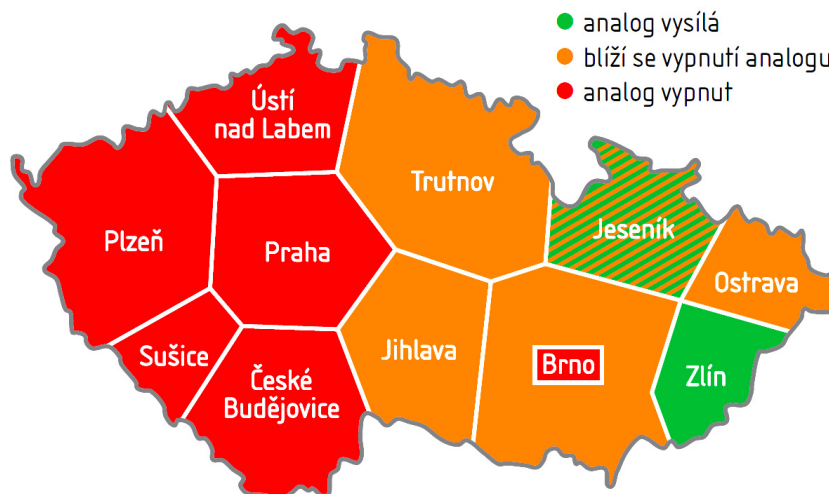 analog vysílá
blíží se vypnutí analogu
analog vypnut
Ústí
nad Labem
Trutnov
Jeseník
Plzeň
Praha
Ostrava
Sušice
Jihlava
Brno
Zlín
České
Budějovice